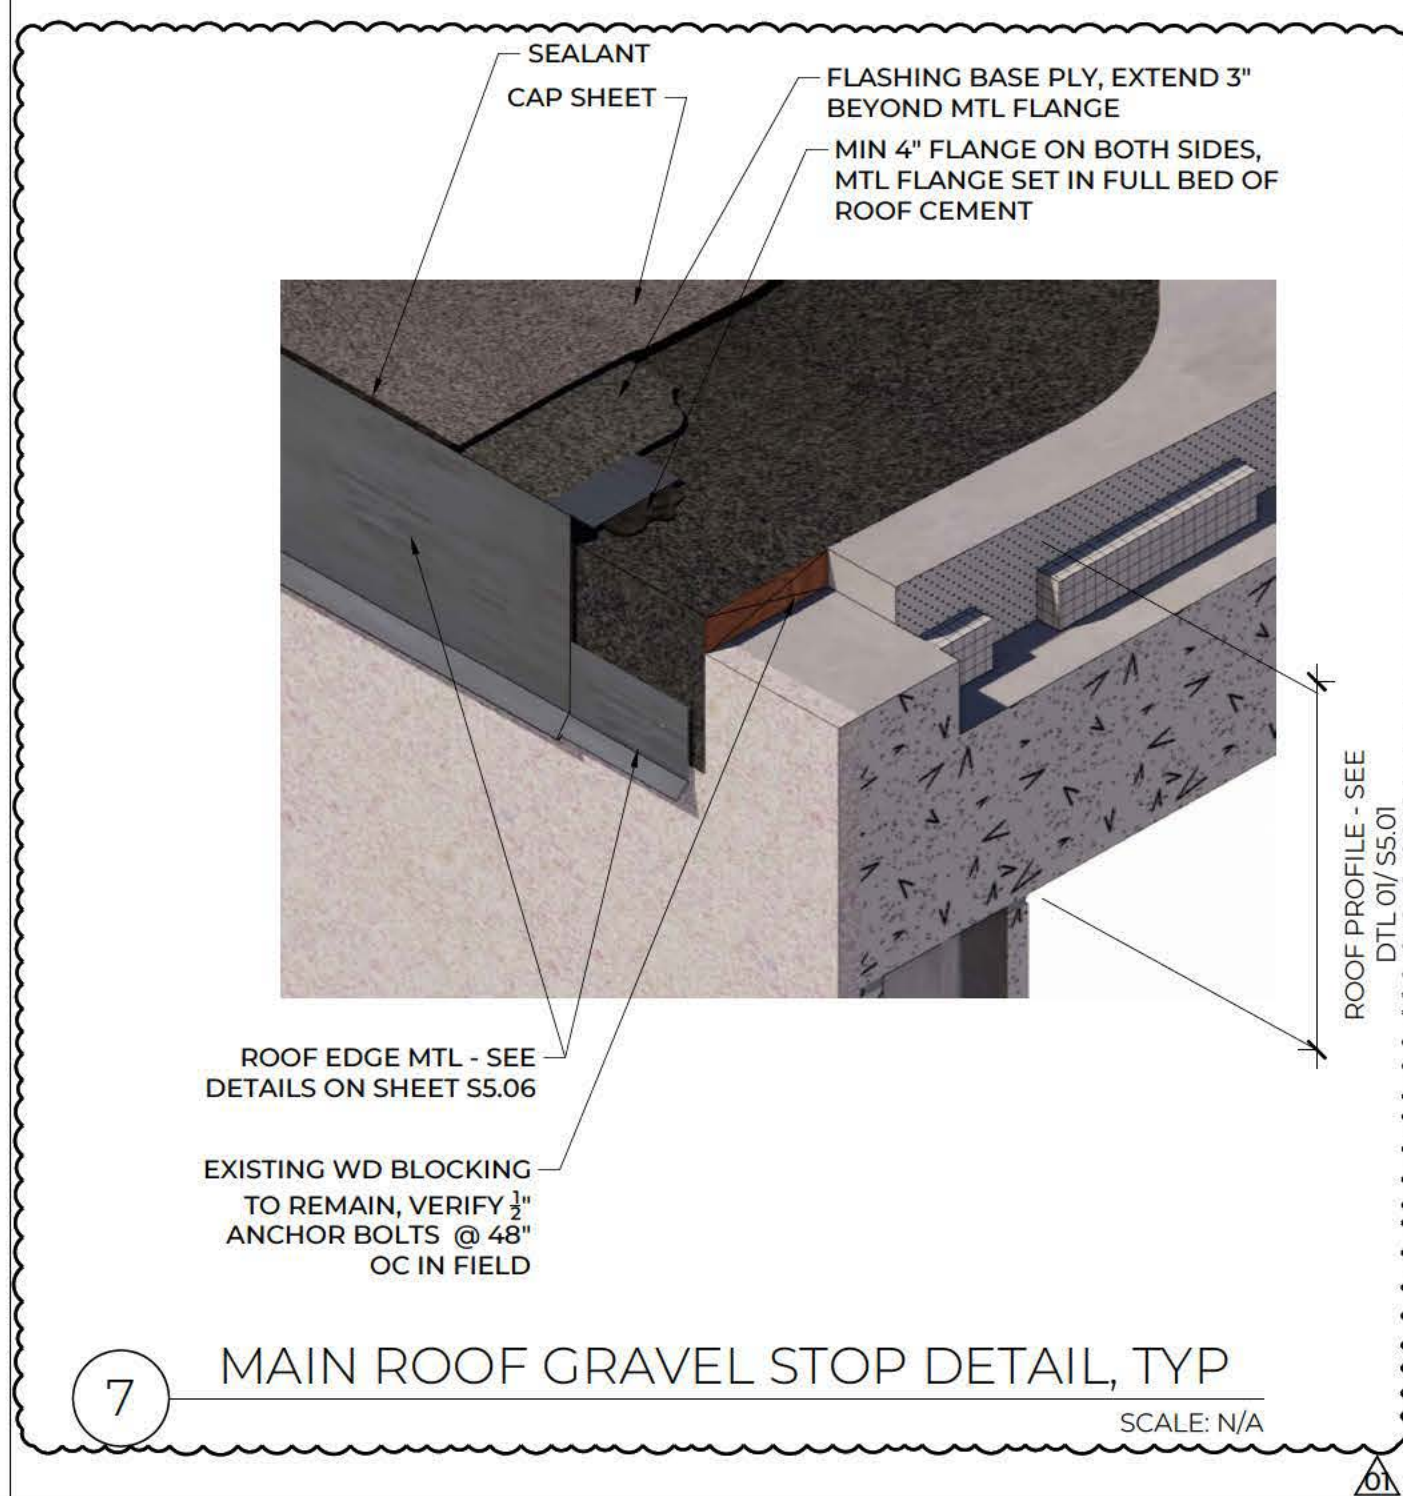 SEALANT
CAP SHEET
FLASHING BASE PLY, EXTEND 3"
BEYOND MTL FLANGE
MIN 4" FLANGE ON BOTH SIDES,
MTL FLANGE SET IN FULL BED OF
ROOF CEMENT
ROOF PROFILE - SEE
DTL 01/ S5.01
ROOF EDGE MTL - SEE
DETAILS ON SHEET S5.06
EXISTING WD BLOCKING
TO REMAIN, VERIFY ½"
ANCHOR BOLTS @ 48"
OC IN FIELD
7
MAIN ROOF GRAVEL STOP DETAIL, TYP
SCALE: N/A
01